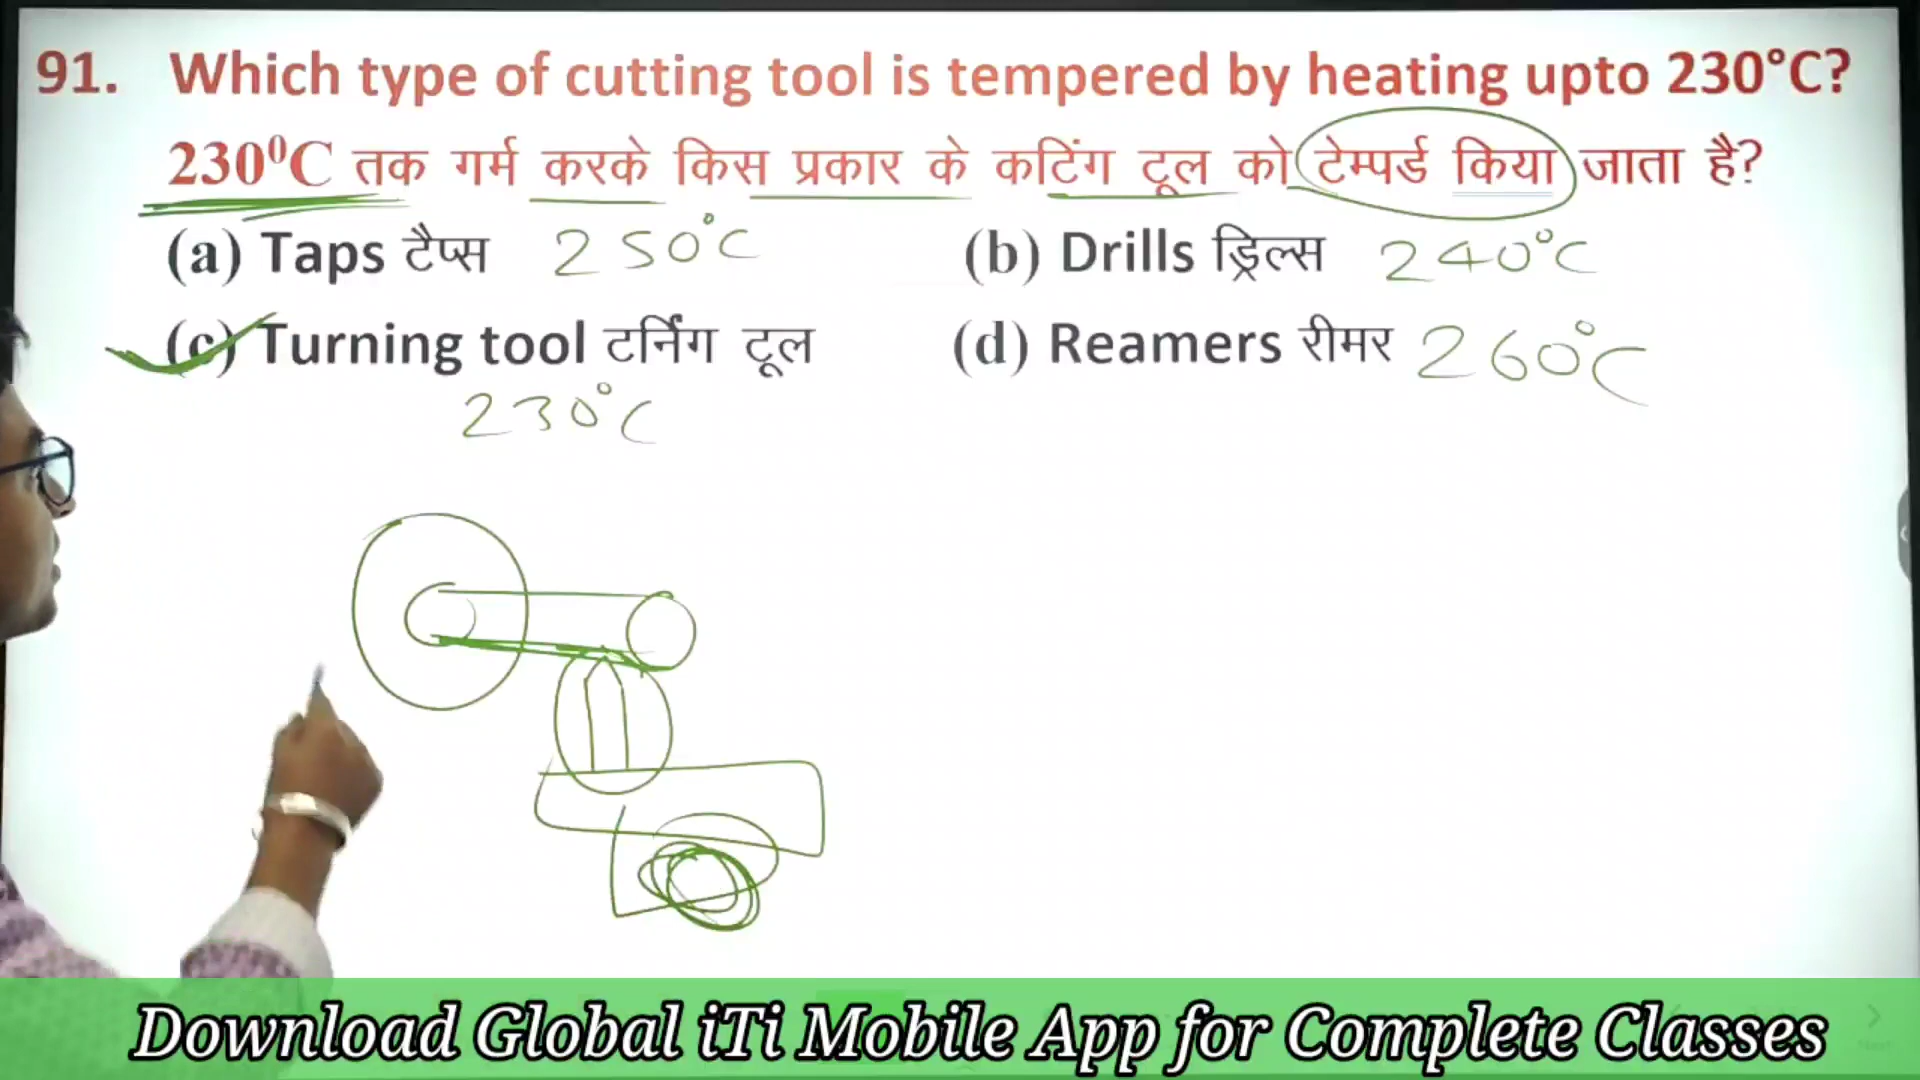 91. Which type of cutting tool is tempered by heating upto 230°C?
230⁰C तक गर्म करके किस प्रकार के कटिंग टूल को टेम्पर्ड किया जाता है?
(a) Taps टैप्स 250°C (b) Drills ड्रिल्स 240°C
(c) Turning tool टर्निंग टूल (d) Reamers रीमर 260°C
230°C
Download Global iTi Mobile App for Complete Classes